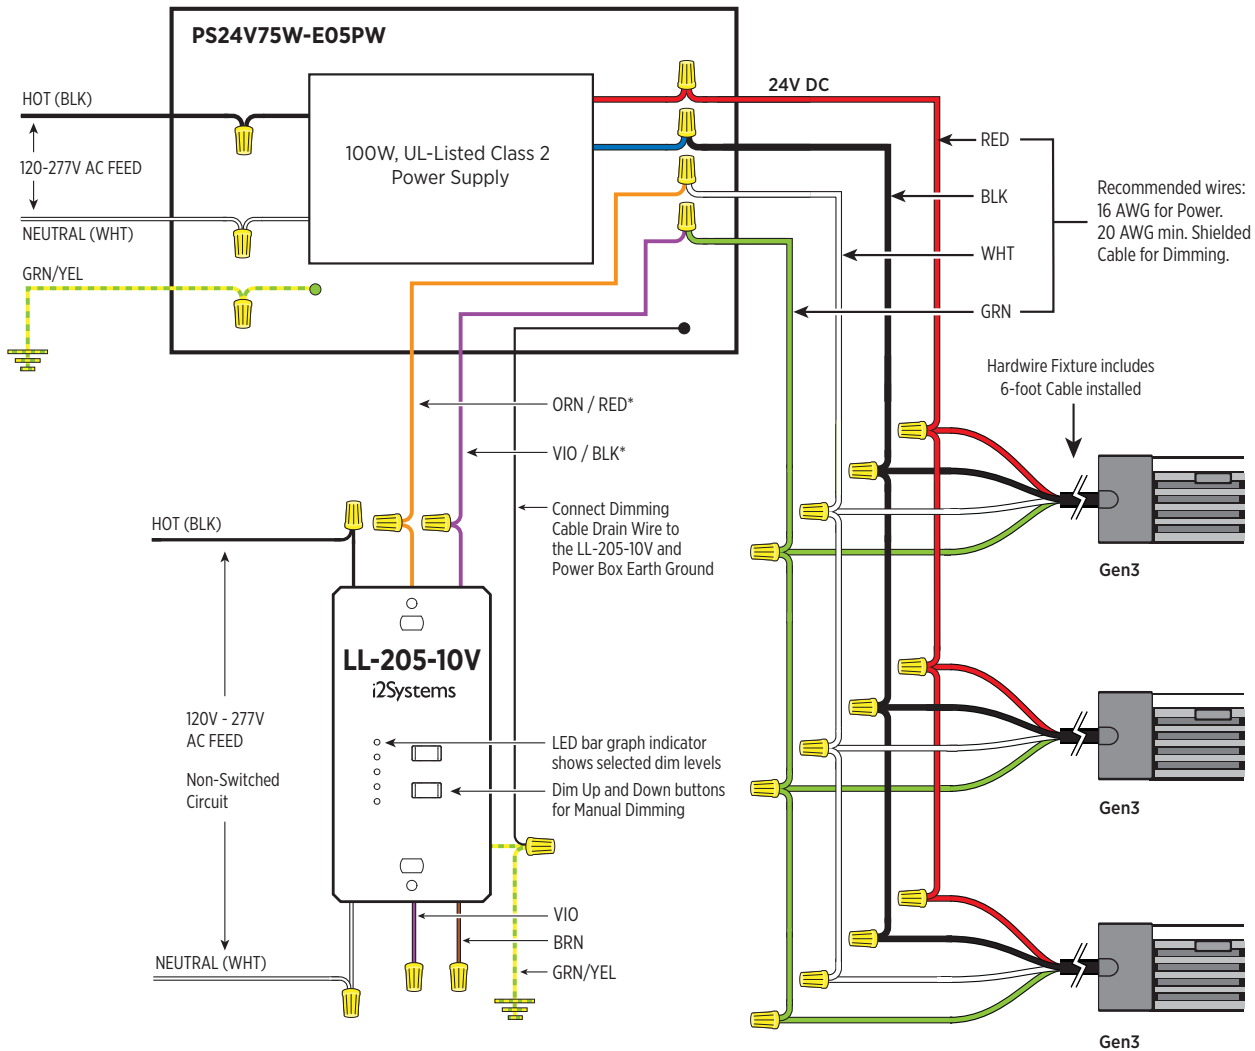 PS24V75W-E05PW
24V DC
HOT (BLK)
120-277V AC FEED
NEUTRAL (WHT)
GRN/YEL
100W, UL-Listed Class 2
Power Supply
RED
BLK
WHT
GRN
Recommended wires:
16 AWG for Power.
20 AWG min. Shielded
Cable for Dimming.
Hardwire Fixture includes
6-foot Cable installed
ORN / RED*
VIO / BLK*
Connect Dimming
Cable Drain Wire to
the LL-205-10V and
Power Box Earth Ground
HOT (BLK)
120V - 277V
AC FEED
Non-Switched
Circuit
NEUTRAL (WHT)
LL-205-10V
i2Systems
LED bar graph indicator
shows selected dim levels
Dim Up and Down buttons
for Manual Dimming
VIO
BRN
GRN/YEL
Gen3
Gen3
Gen3